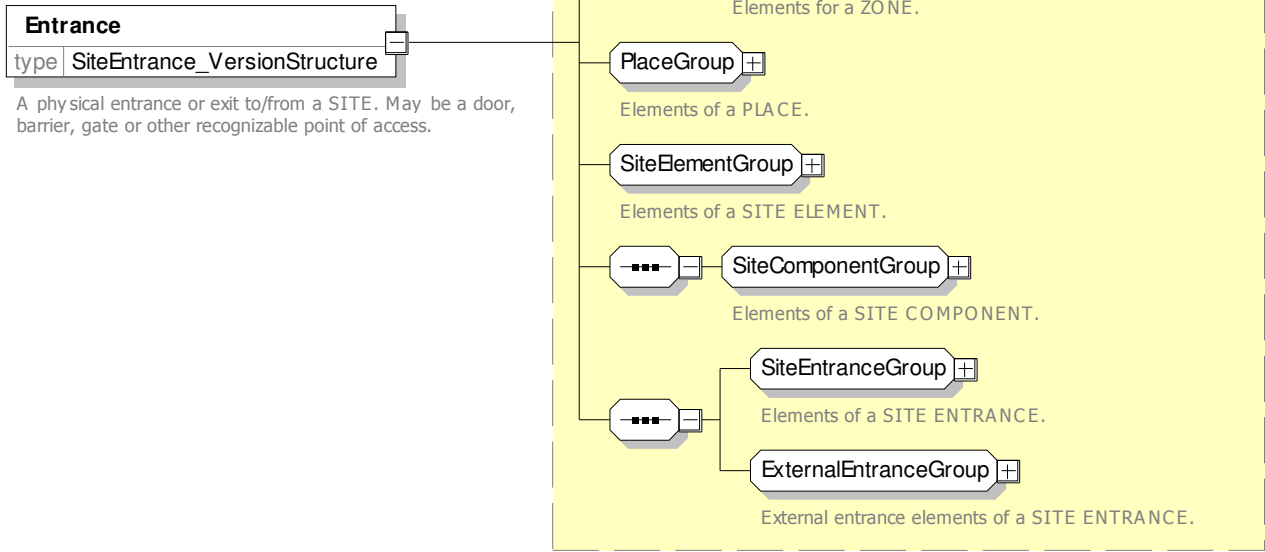 Elements for a ZONE.
Entrance
type SiteEntrance_VersionStructure
A physical entrance or exit to/from a SITE. May be a door,
barrier, gate or other recognizable point of access.
PlaceGroup
Elements of a PLACE.
SiteElementGroup
Elements of a SITE ELEMENT.
SiteComponentGroup
Elements of a SITE COMPONENT.
SiteEntranceGroup
Elements of a SITE ENTRANCE.
ExternalEntranceGroup
External entrance elements of a SITE ENTRANCE.